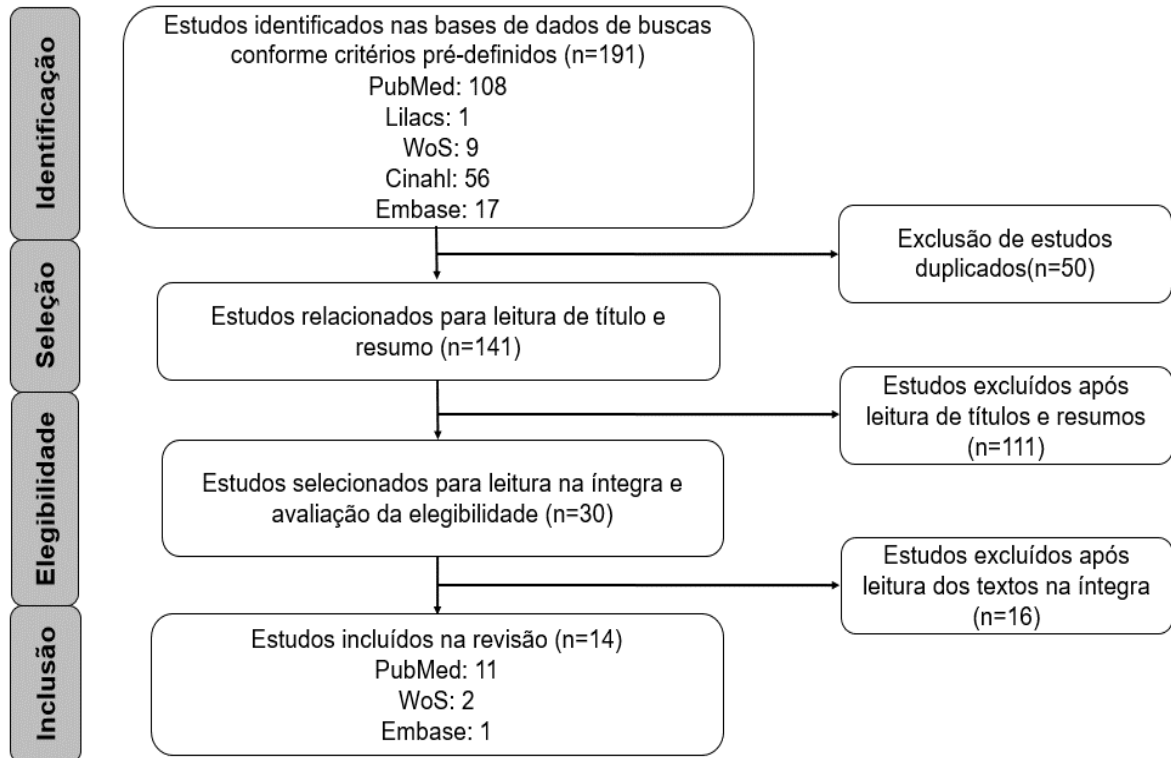 Identificação
Estudos identificados nas bases de dados de buscas
conforme critérios pré-definidos (n=191)
PubMed: 108
Lilacs: 1
WoS: 9
Cinahl: 56
Embase: 17
Seleção
Exclusão de estudos
duplicados(n=50)
Estudos relacionados para leitura de título e
resumo (n=141)
Elegibilidade
Estudos excluídos após
leitura de títulos e resumos
(n=111)
Estudos selecionados para leitura na íntegra e
avaliação da elegibilidade (n=30)
Estudos excluídos após
leitura dos textos na íntegra
(n=16)
Inclusão
Estudos incluídos na revisão (n=14)
PubMed: 11
WoS: 2
Embase: 1